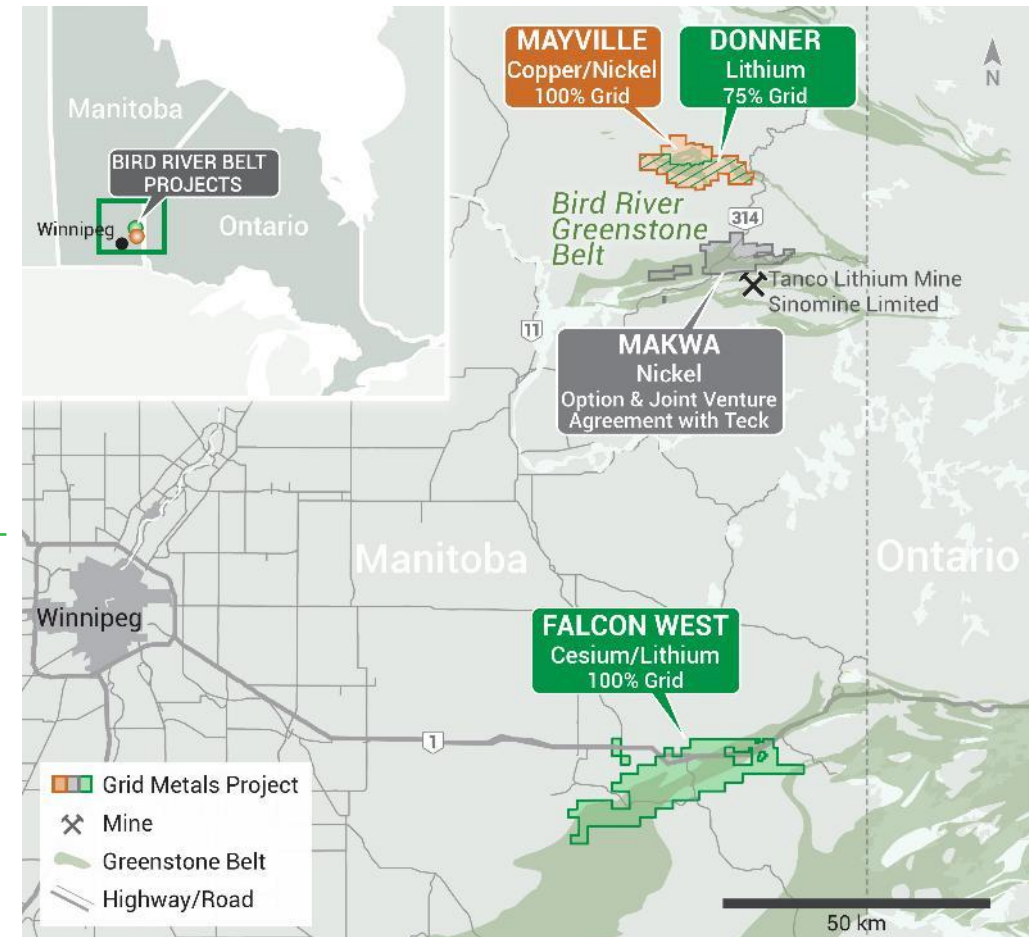 Manitoba
BIRD RIVER BELT
PROJECTS
Winnipeg
Ontario
MAYVILLE
Copper/Nickel
100% Grid
DONNER
Lithium
75% Grid
N
Bird River
Greenstone
Belt
314
Tanco Lithium Mine
Sinomine Limited
11
MAKWA
Nickel
Option & Joint Venture
Agreement with Teck
Manitoba
Ontario
Winnipeg
FALCON WEST
Cesium/Lithium
100% Grid
1
Grid Metals Project
Mine
Greenstone Belt
Highway/Road
50 km